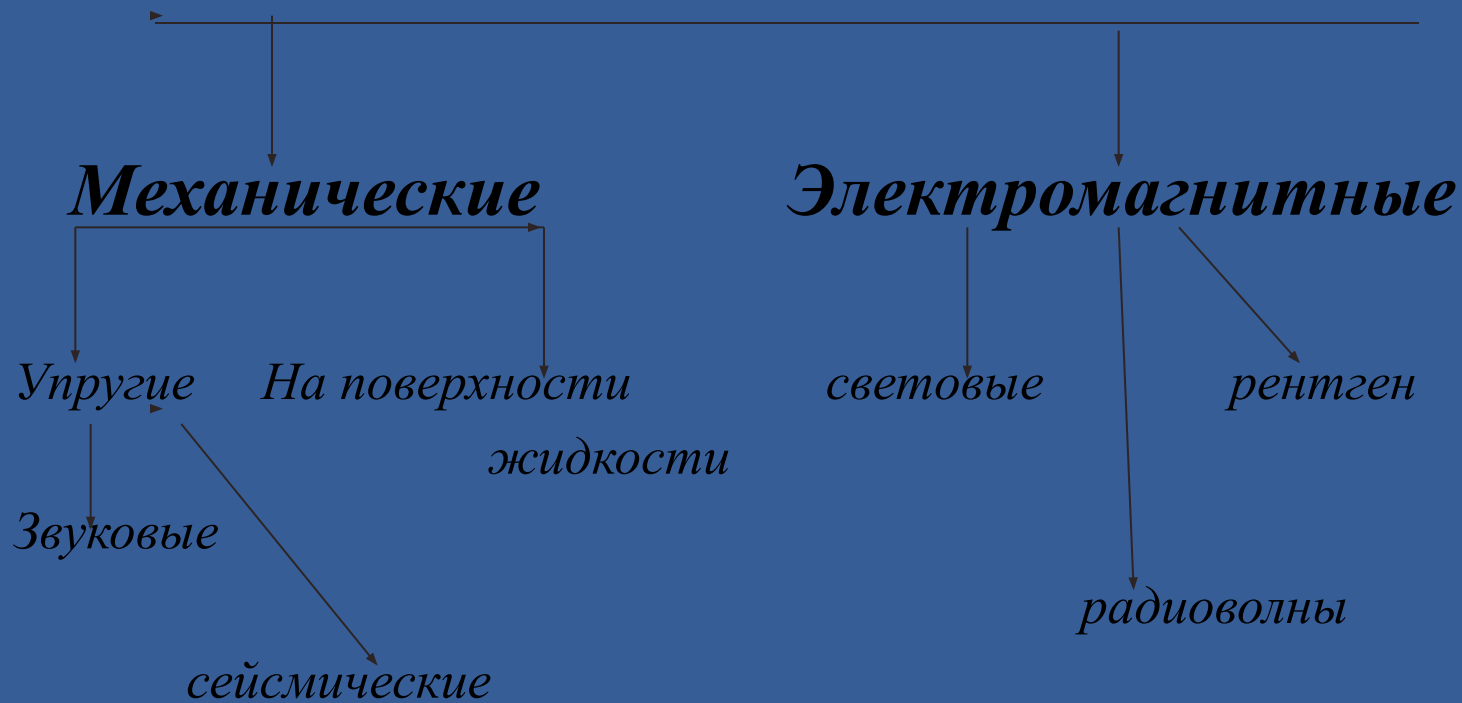 Механические Электромагнитные
Упругие На поверхности световые рентген
жидкости
Звуковые
радиоволны
сейсмические